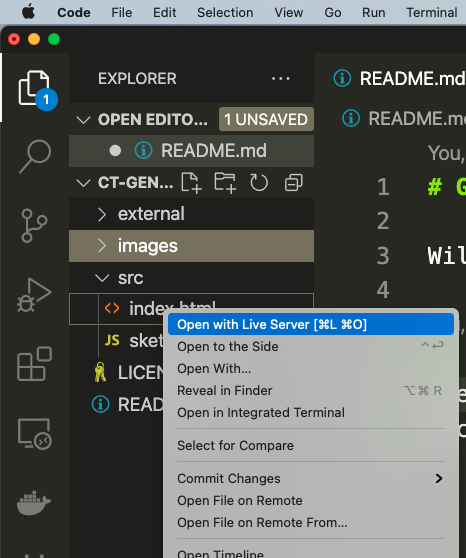 Code File Edit Selection View Go Run Terminal
EXPLORER ...
README.md
1
OPEN EDITO... 1 UNSAVED
README.md
README.m
You,
CT-GEN...
1 # G
external
2
images
3 Wil
src
4
<> index.html
Open with Live Server [⌘L ⌘O]
JS sket
Open to the Side ^↩
LICEN
Open With...
READ
Reveal in Finder ⌥⌘ R
Open in Integrated Terminal
Select for Compare
Commit Changes >
Open File on Remote
Open File on Remote From...
Open Timeline